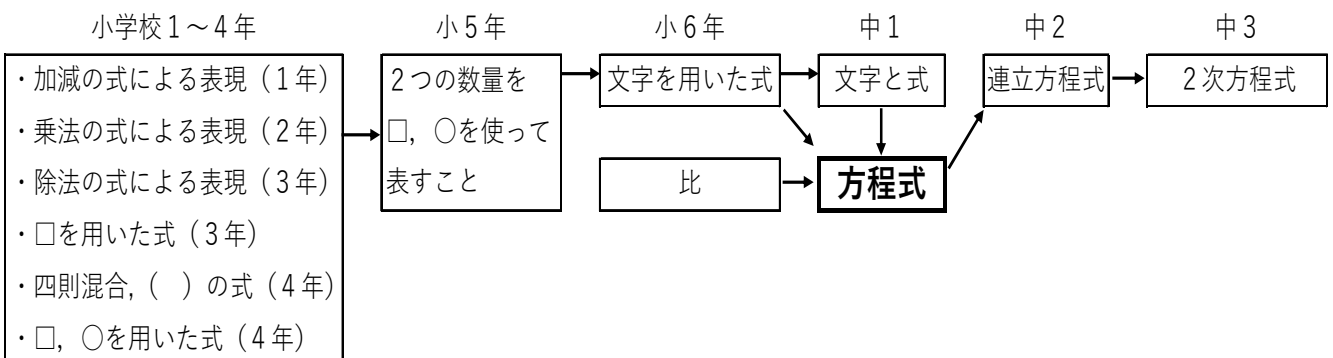 小学校1～4年
小5年
小6年
中1
中2
中3
・加減の式による表現（1年）
・乗法の式による表現（2年）
・除法の式による表現（3年）
・□を用いた式（3年）
・四則混合,（　）の式（4年）
・□，○を用いた式（4年）
2つの数量を
□，○を使って
表すこと
文字を用いた式
文字と式
連立方程式
2次方程式
比
方程式